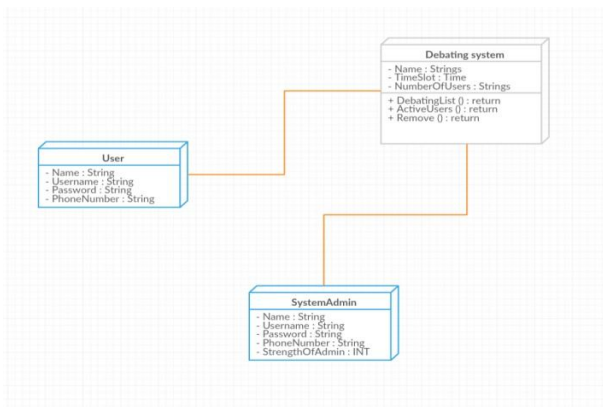 Debating system
- Name : Strings
- TimeSlot : Time
- NumberOfUsers : Strings
+ DebatingList () : return
+ ActiveUsers () : return
+ Remove () : return
User
- Name : String
- Username : String
- Password : String
- PhoneNumber : String
SystemAdmin
- Name : String
- Username : String
- Password : String
- PhoneNumber : String
- StrengthOfAdmin : INT